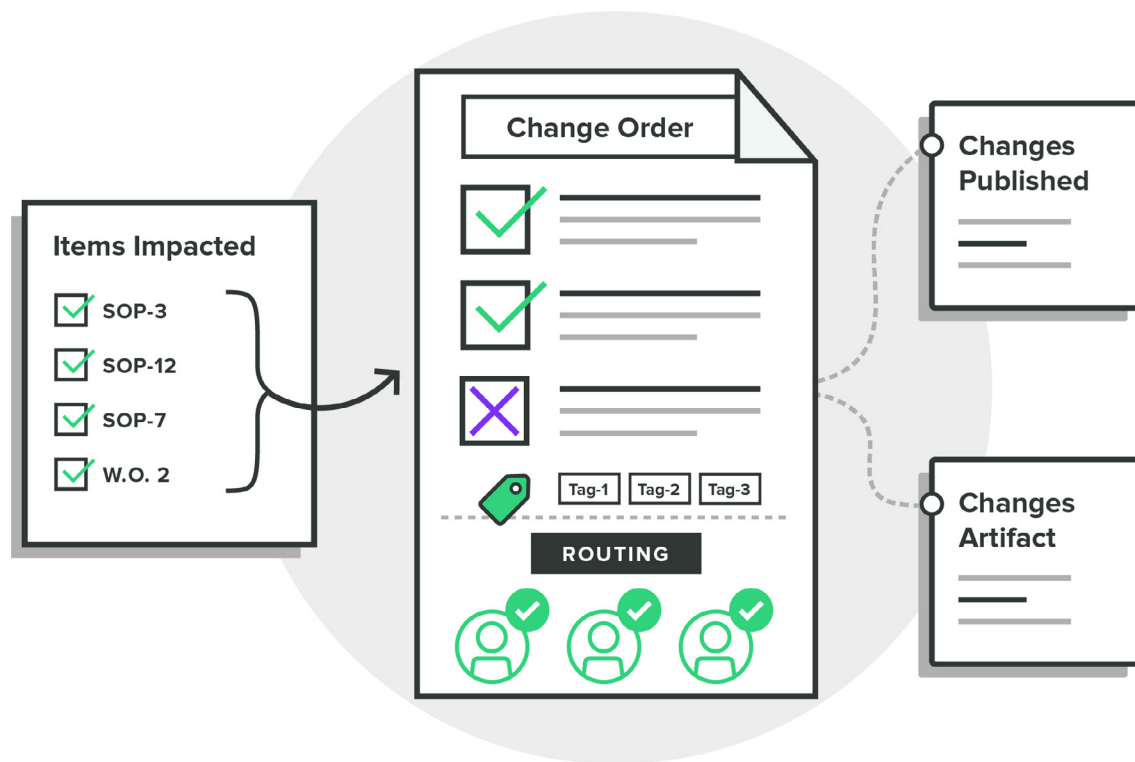 Items Impacted
SOP-3
SOP-12
SOP-7
W.O. 2
Change Order
Tag-1
Tag-2
Tag-3
ROUTING
Changes
Published
Changes
Artifact